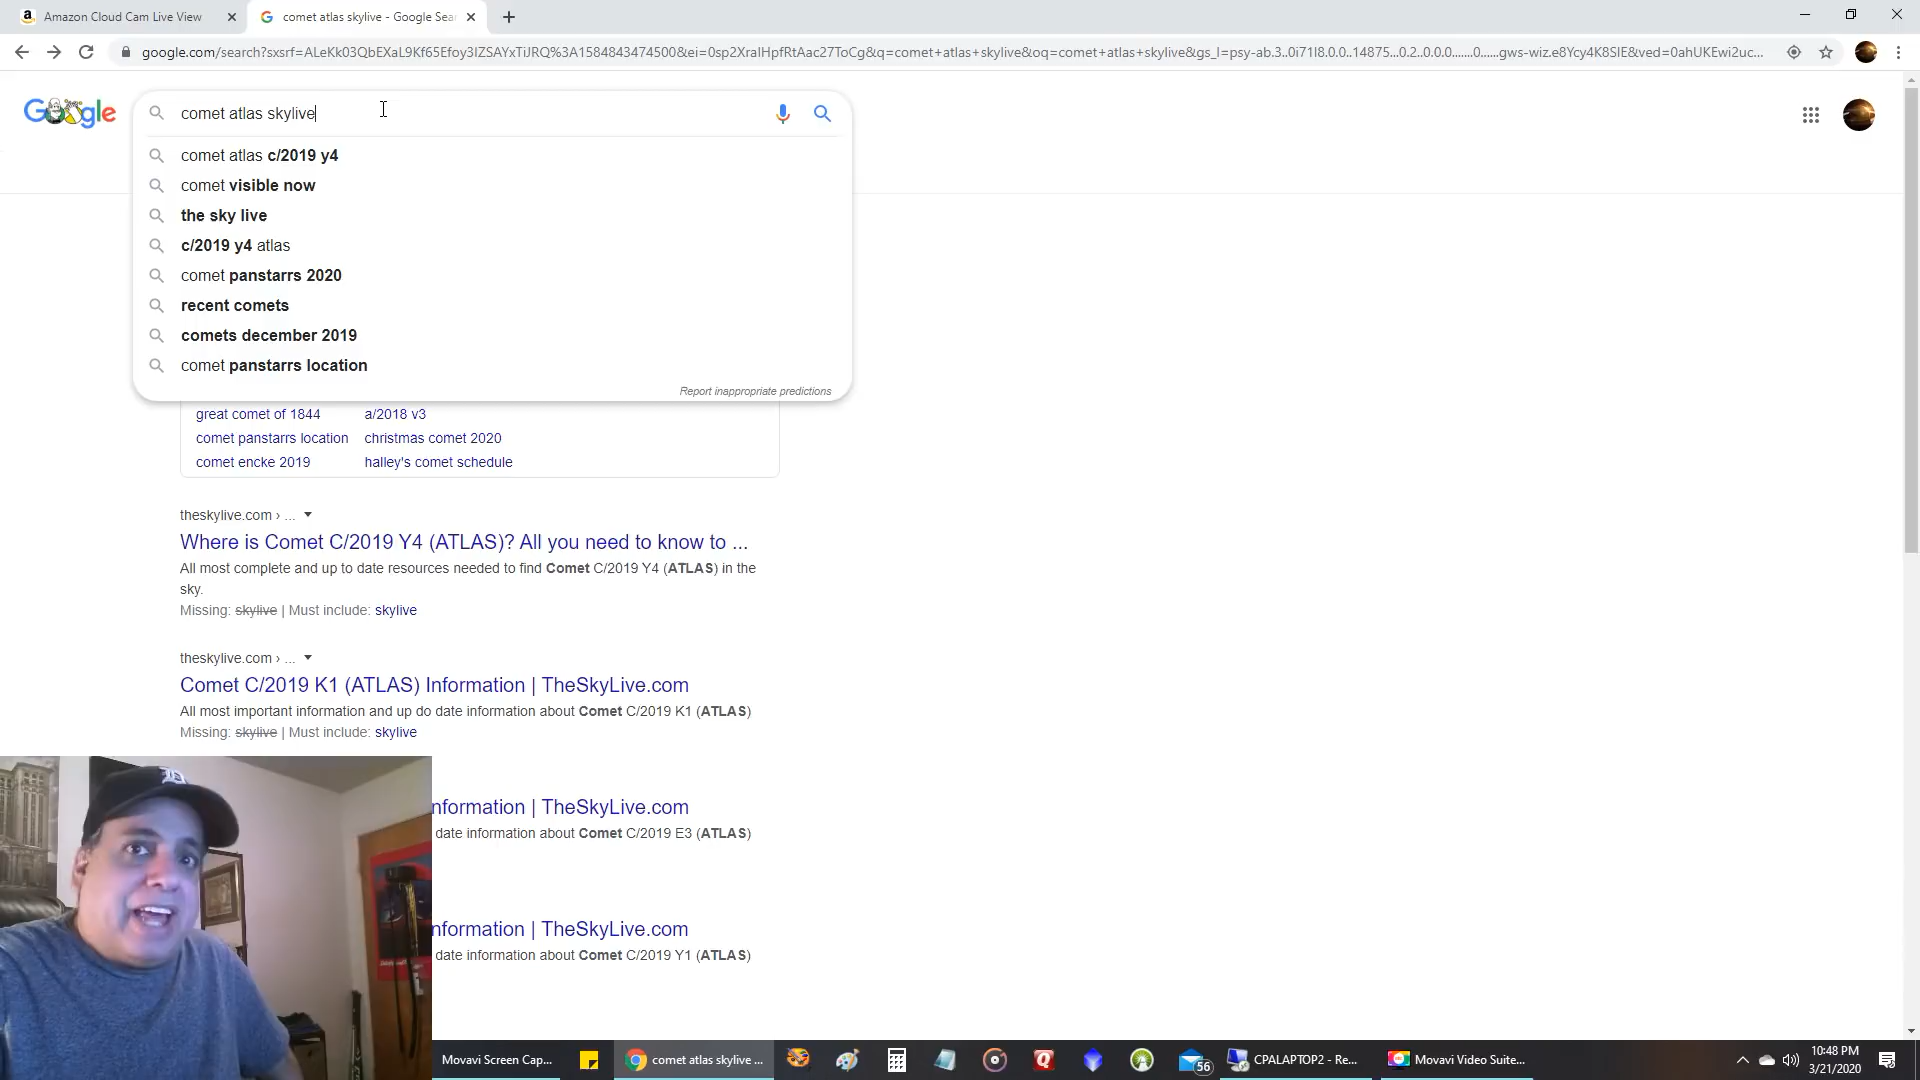 Amazon Cloud Cam Live View
comet atlas skylive - Google Sear
google.com/search?sxsrf=ALeKk03QbEXaL9Kf65Efoy3IZSAYxTiJRQ%3A1584843474500&ei=0sp2XraIHpfRtAac27ToCg&q=comet+atlas+skylive&oq=comet+atlas+skylive&gs_l=psy-ab.3..0i71l8.0.0..14875...0.2..0.0.0.......0......gws-wiz.e8Ycy4K8SIE&ved=0ahUKEwi2uc...
Google
comet atlas skylive
comet atlas c/2019 y4
comet visible now
the sky live
c/2019 y4 atlas
comet panstarrs 2020
recent comets
comets december 2019
comet panstarrs location
Report inappropriate predictions
great comet of 1844 a/2018 v3
comet panstarrs location christmas comet 2020
comet encke 2019 halley's comet schedule
theskylive.com › ...
Where is Comet C/2019 Y4 (ATLAS)? All you need to know to ...
All most complete and up to date resources needed to find Comet C/2019 Y4 (ATLAS) in the
sky.
Missing: skylive | Must include: skylive
theskylive.com › ...
Comet C/2019 K1 (ATLAS) Information | TheSkyLive.com
All most important information and up do date information about Comet C/2019 K1 (ATLAS)
Missing: skylive | Must include: skylive
nformation | TheSkyLive.com
date information about Comet C/2019 E3 (ATLAS)
nformation | TheSkyLive.com
date information about Comet C/2019 Y1 (ATLAS)
D
Movavi Screen Cap...
comet atlas skylive ...
56
CPALAPTOP2 - Re...
Movavi Video Suite...
10:48 PM
3/21/2020